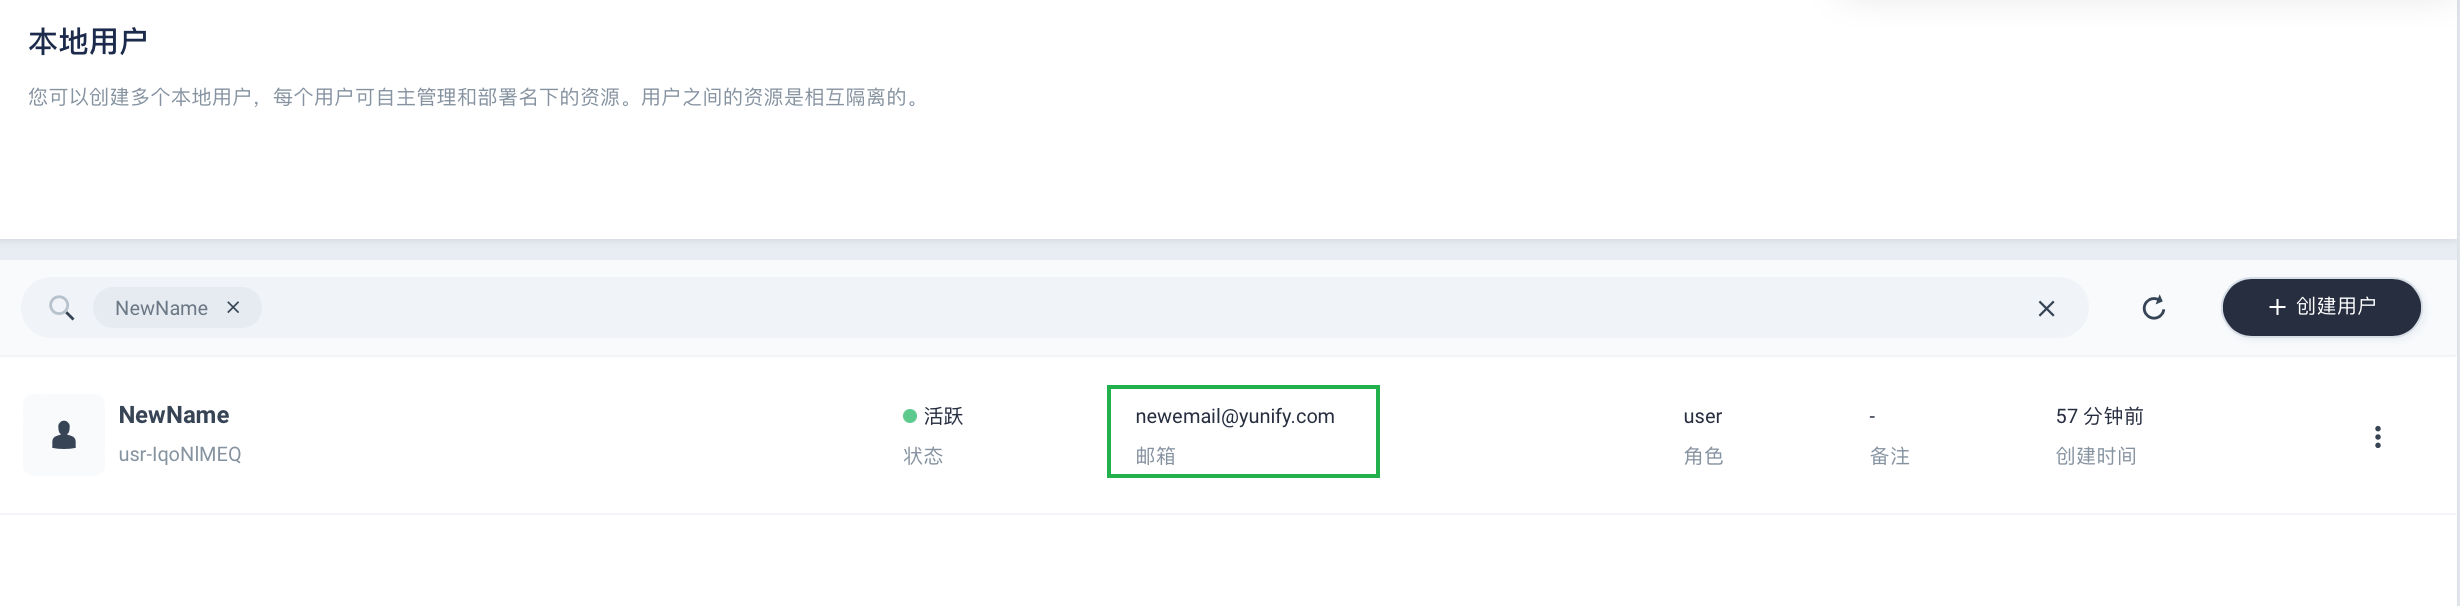 本地用户
您可以创建多个本地用户，每个用户可自主管理和部署名下的资源。用户之间的资源是相互隔离的。
NewName
创建用户
NewName 活跃 newemail@yunify.com user - 57 分钟前
usr-IqoNlMEQ 状态 邮箱 角色 备注 创建时间